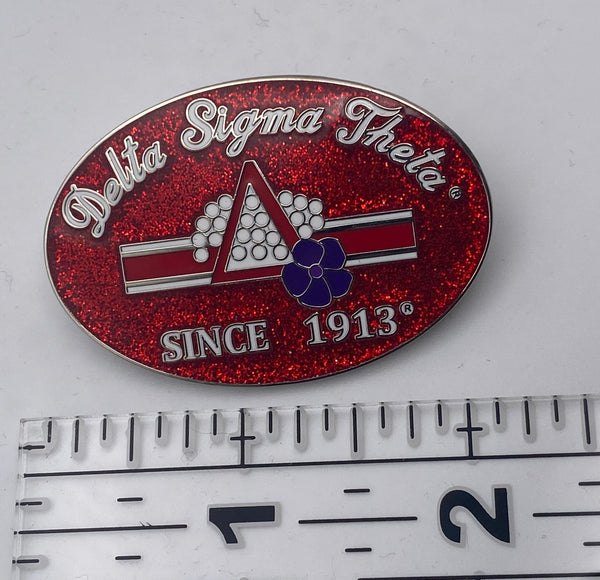 Delta Sigma Theta®
SINCE 1913®
1 2